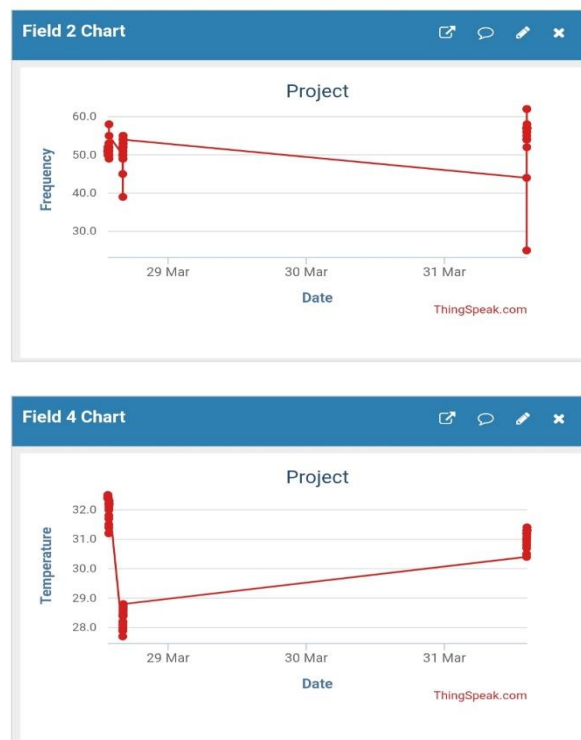 Field 2 Chart
Project
60.0
50.0
40.0
30.0
Frequency
29 Mar 30 Mar 31 Mar
Date
ThingSpeak.com
Field 4 Chart
Project
32.0
31.0
30.0
29.0
28.0
Temperature
29 Mar 30 Mar 31 Mar
Date
ThingSpeak.com